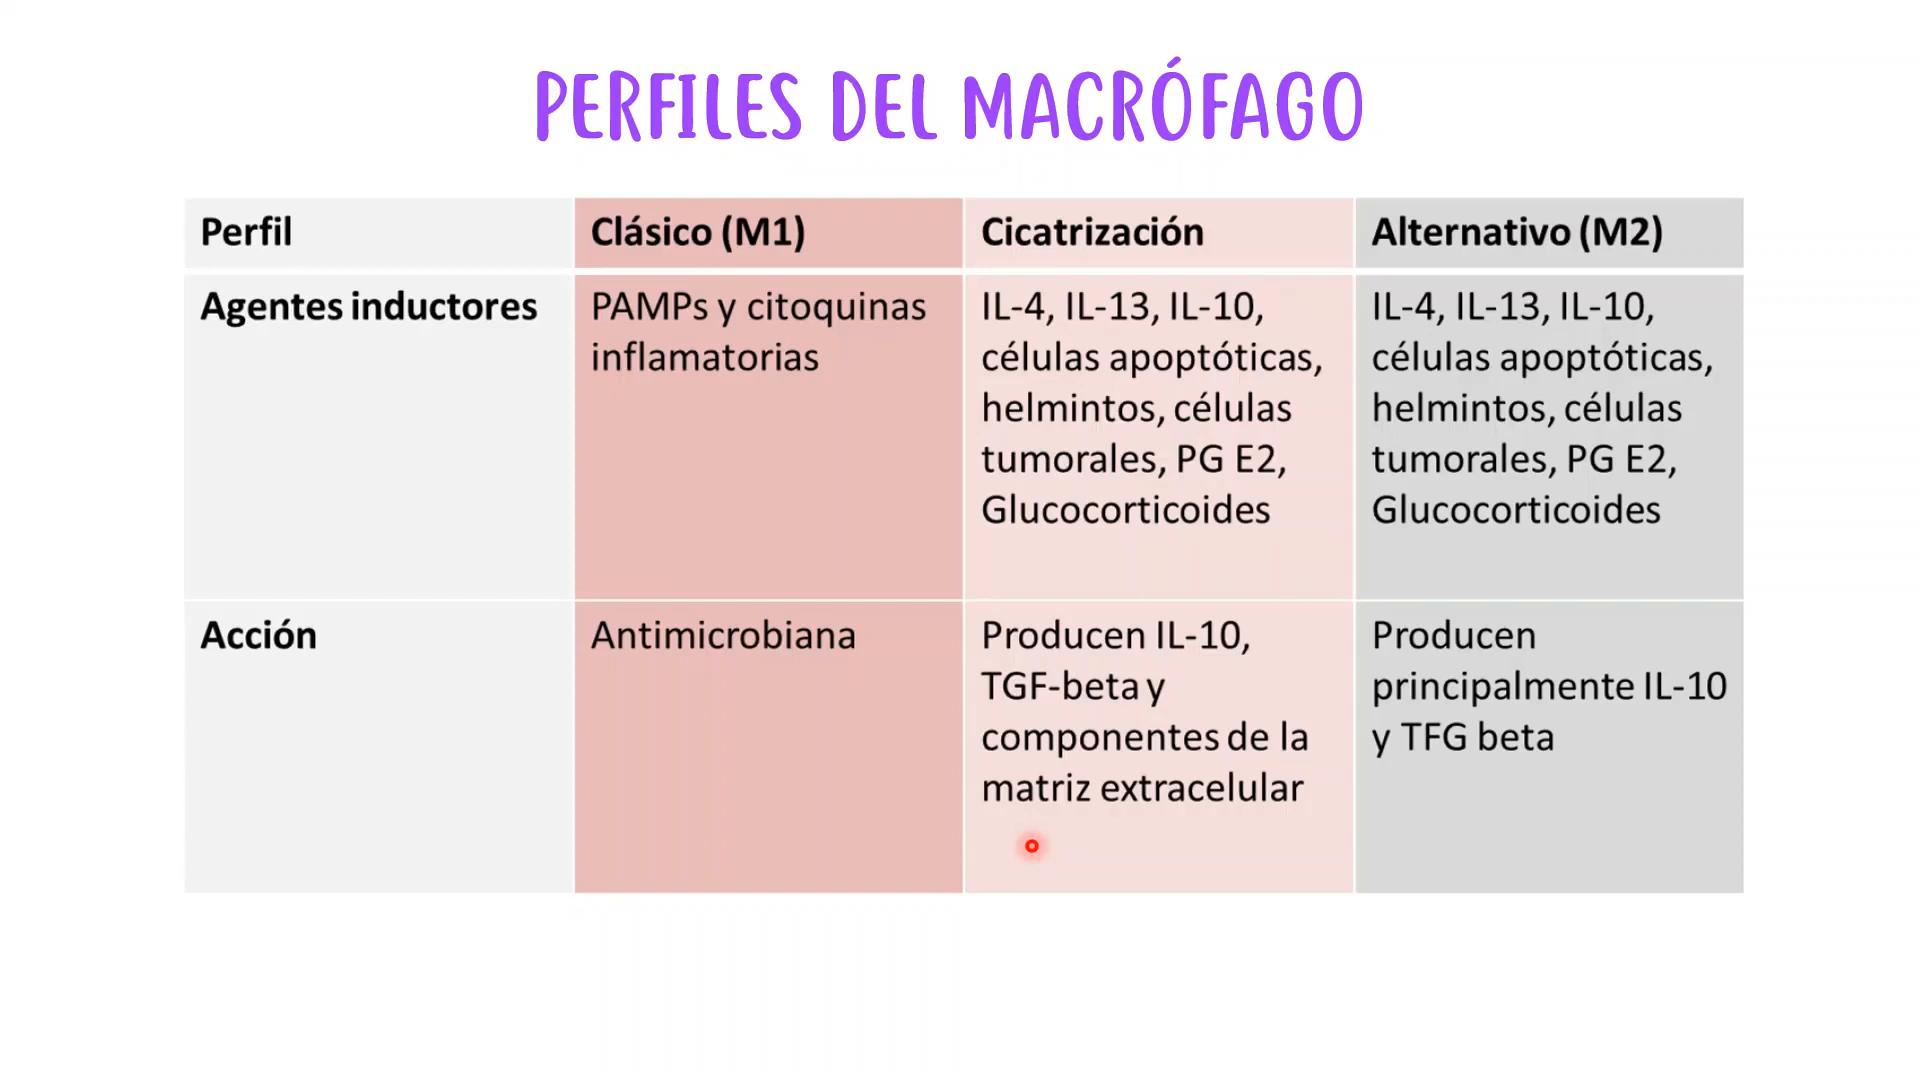 PERFILES DEL MACRÓFAGO
Perfil
Clásico (M1)
Cicatrización
Alternativo (M2)
Agentes inductores
PAMPs y citoquinas
inflamatorias
IL-4, IL-13, IL-10,
células apoptóticas,
helmintos, células
tumorales, PG E2,
Glucocorticoides
IL-4, IL-13, IL-10,
células apoptóticas,
helmintos, células
tumorales, PG E2,
Glucocorticoides
Acción
Antimicrobiana
Producen IL-10,
TGF-beta y
componentes de la
matriz extracelular
Producen
principalmente IL-10
y TFG beta